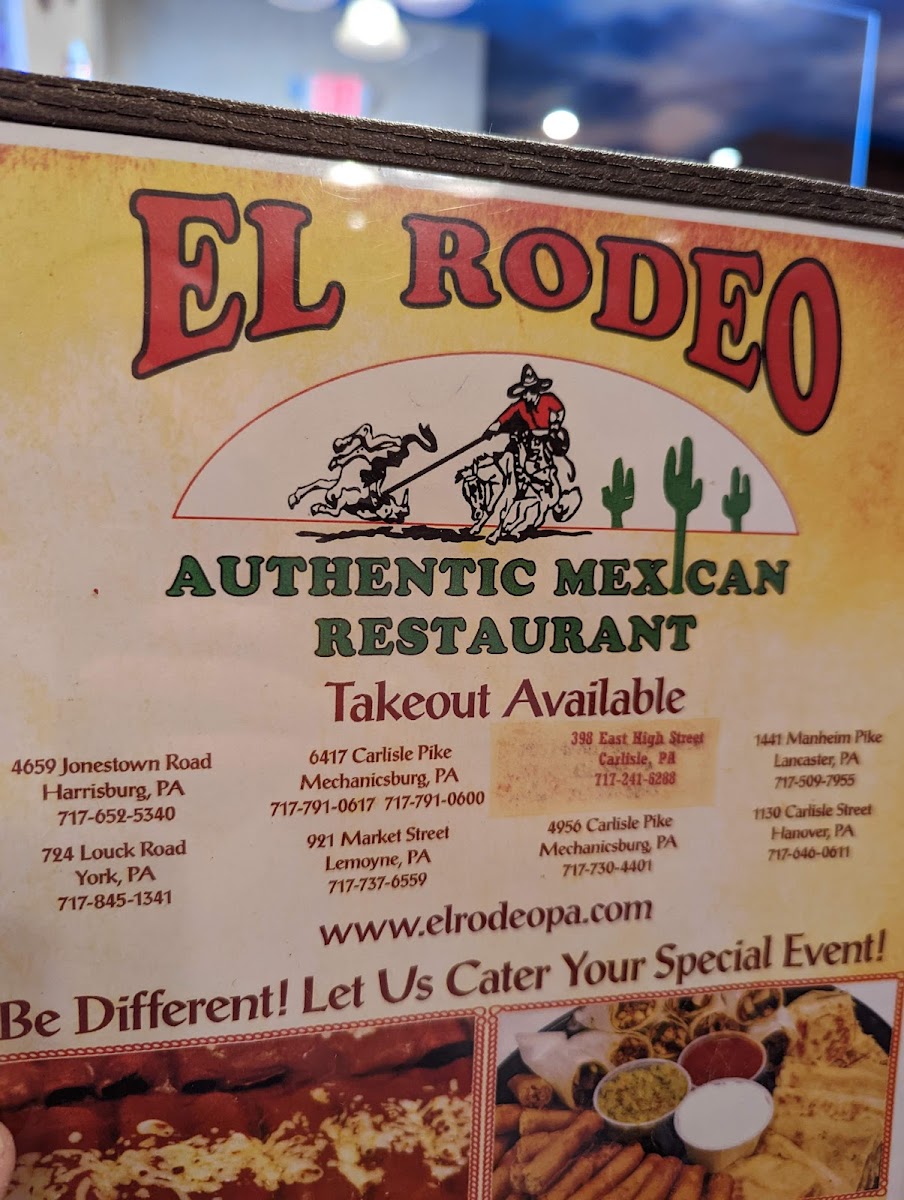 EL RODEO
AUTHENTIC MEXICAN
RESTAURANT
Takeout Available
4659 Jonestown Road
Harrisburg, PA
717-652-5340
724 Louck Road
York, PA
717-845-1341
6417 Carlisle Pike
Mechanicsburg, PA
717-791-0617 717-791-0600
921 Market Street
Lemoyne, PA
717-737-6559
398 East High Street
Carlisle, PA
717-241-6288
4956 Carlisle Pike
Mechanicsburg, PA
717-730-4401
1441 Manheim Pike
Lancaster, PA
717-509-7955
1130 Carlisle Street
Hanover, PA
717-646-0611
www.elrodeopa.com
Be Different! Let Us Cater Your Special Event!